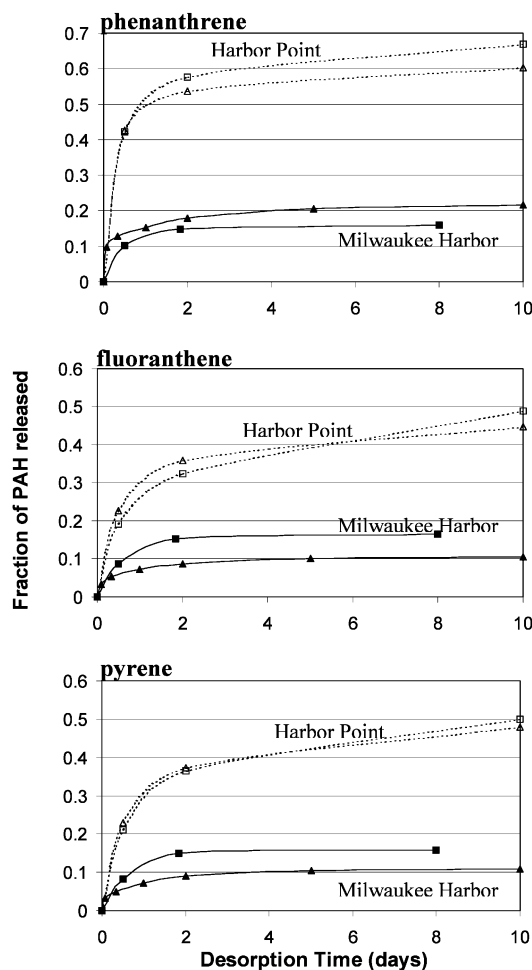 phenanthrene
0.7
Harbor Point
0.6
0.5
0.4
0.3
0.2
0.1
Milwaukee Harbor
0
0 2 4 6 8 10
fluoranthene
0.6
0.5
Harbor Point
0.4
0.3
0.2
Milwaukee Harbor
0.1
0
0 2 4 6 8 10
Fraction of PAH released
pyrene
0.6
0.5
Harbor Point
0.4
0.3
0.2
0.1
Milwaukee Harbor
0
0 2 4 6 8 10
Desorption Time (days)